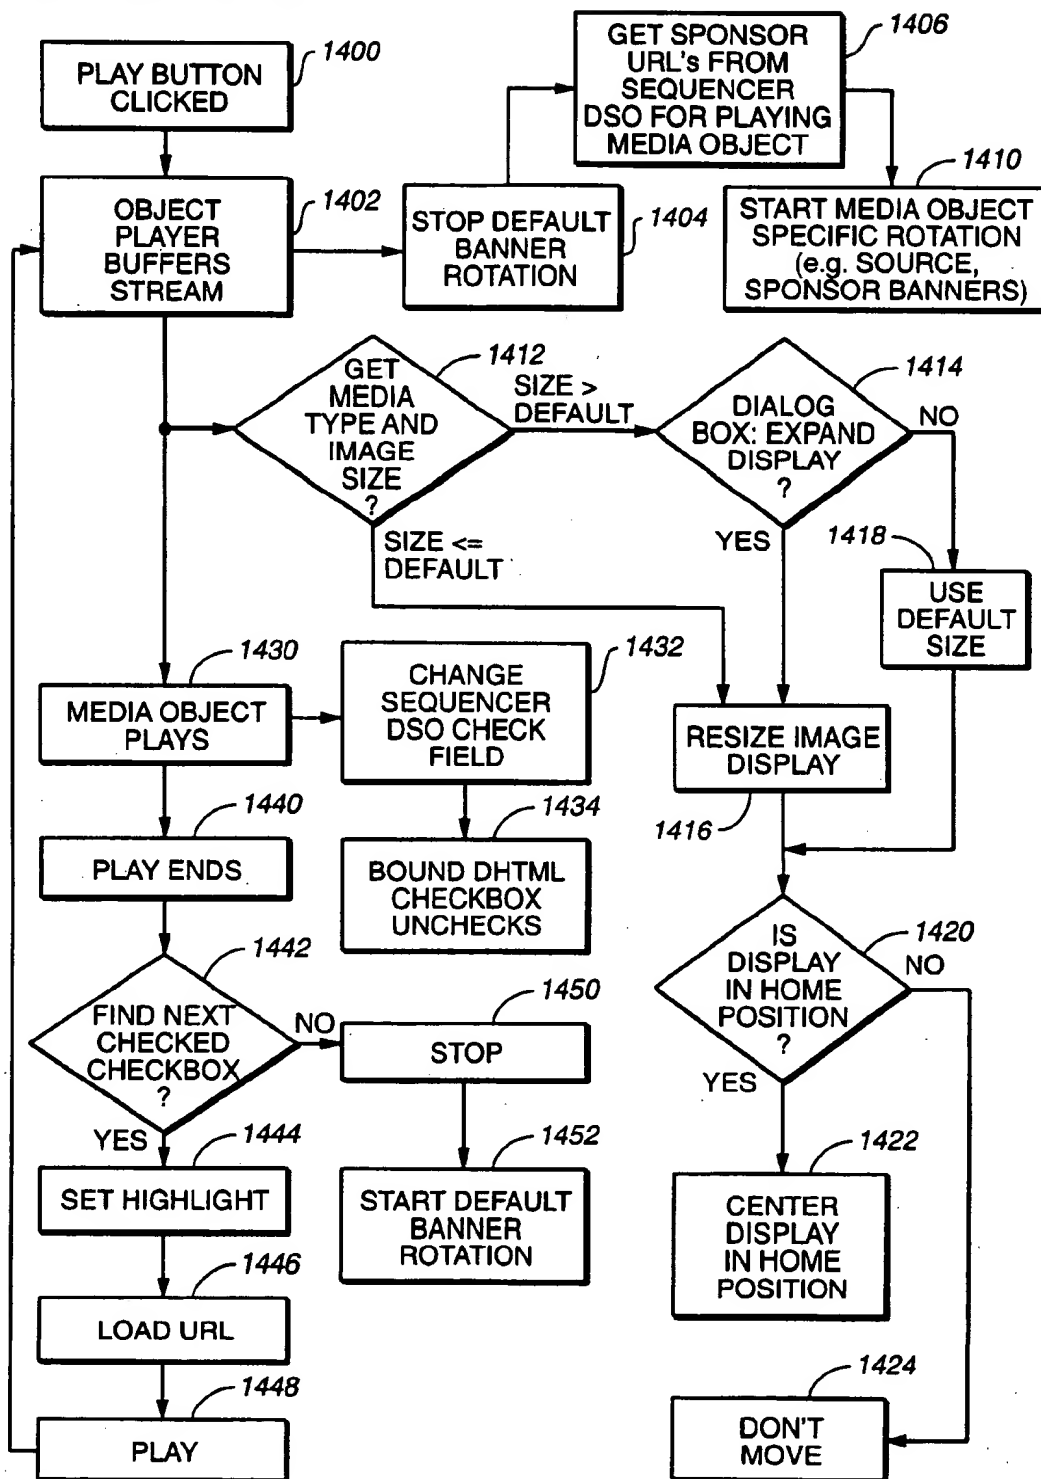 PLAY BUTTON
CLICKED
1400
OBJECT
PLAYER
BUFFERS
STREAM
1402
STOP DEFAULT
BANNER
ROTATION
1404
GET SPONSOR
URL's FROM
SEQUENCER
DSO FOR PLAYING
MEDIA OBJECT
1406
START MEDIA OBJECT
SPECIFIC ROTATION
(e.g. SOURCE,
SPONSOR BANNERS)
1410
GET
MEDIA
TYPE AND
IMAGE
SIZE
?
1412
SIZE >
DEFAULT
SIZE <=
DEFAULT
DIALOG
BOX: EXPAND
DISPLAY
?
1414
NO
YES
1418
USE
DEFAULT
SIZE
RESIZE IMAGE
DISPLAY
1416
1430
MEDIA OBJECT
PLAYS
CHANGE
SEQUENCER
DSO CHECK
FIELD
1432
1434
BOUND DHTML
CHECKBOX
UNCHECKS
1440
PLAY ENDS
1442
FIND NEXT
CHECKED
CHECKBOX
?
NO
YES
1450
STOP
1452
START DEFAULT
BANNER
ROTATION
1444
SET HIGHLIGHT
1446
LOAD URL
1448
PLAY
IS
DISPLAY
IN HOME
POSITION
?
1420
NO
YES
1422
CENTER
DISPLAY
IN HOME
POSITION
1424
DON'T
MOVE